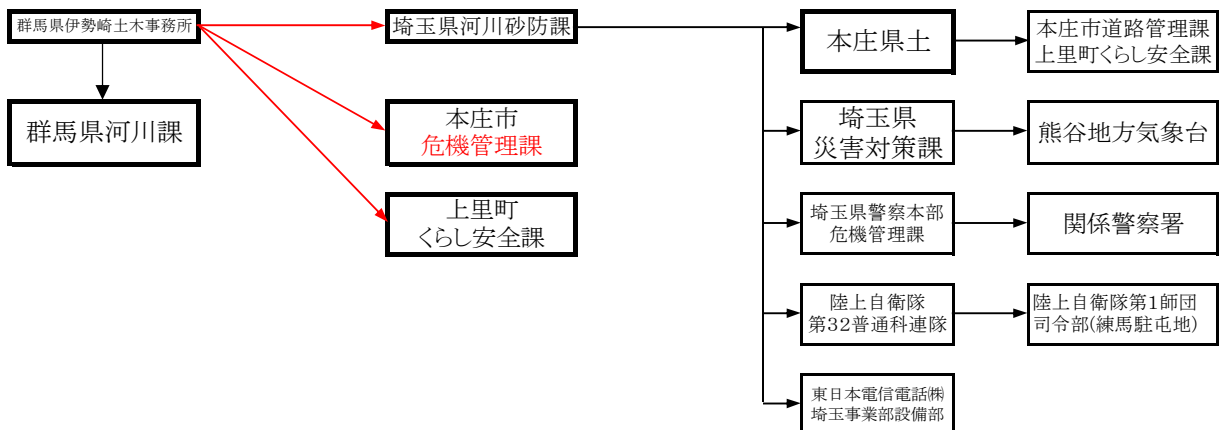 群馬県伊勢崎土木事務所
埼玉県河川砂防課
本庄県土
本庄市道路管理課
上里町くらし安全課
群馬県河川課
本庄市
危機管理課
埼玉県
災害対策課
熊谷地方気象台
上里町
くらし安全課
埼玉県警察本部
危機管理課
関係警察署
陸上自衛隊
第32普通科連隊
陸上自衛隊第1師団
司令部(練馬駐屯地)
東日本電信電話㈱
埼玉事業部設備部